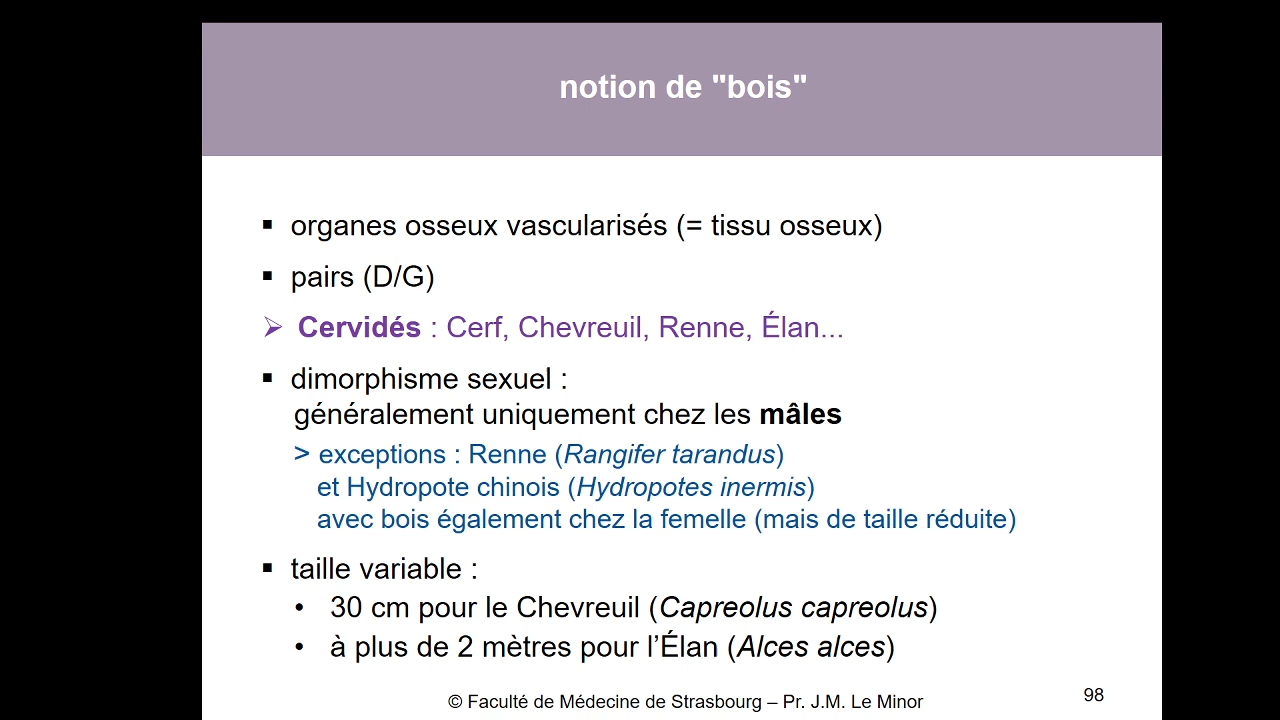 notion de "bois"
▪ organes osseux vascularisés (= tissu osseux)
▪ pairs (D/G)
➢ Cervidés : Cerf, Chevreuil, Renne, Élan...
▪ dimorphisme sexuel :
généralement uniquement chez les mâles
> exceptions : Renne (Rangifer tarandus)
et Hydropote chinois (Hydropotes inermis)
avec bois également chez la femelle (mais de taille réduite)
▪ taille variable :
• 30 cm pour le Chevreuil (Capreolus capreolus)
• à plus de 2 mètres pour l’Élan (Alces alces)
© Faculté de Médecine de Strasbourg – Pr. J.M. Le Minor
98